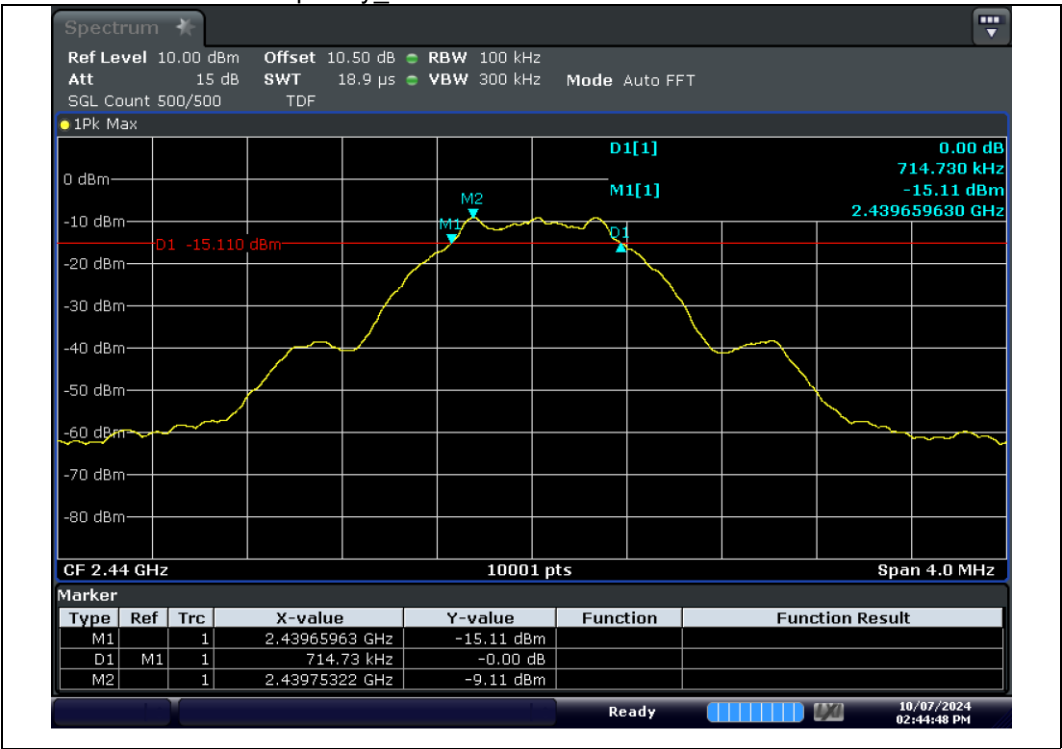 Spectrum
Ref Level 10.00 dBm Offset 10.50 dB RBW 100 kHz
Att 15 dB SWT 18.9 µs VBW 300 kHz Mode Auto FFT
SGL Count 500/500 TDF
1Pk Max
D1[1] 0.00 dB
714.730 kHz
M1[1] -15.11 dBm
2.439659630 GHz
0 dBm
M2
-10 dBm
M1
D1
D1 -15.110 dBm
-20 dBm
-30 dBm
-40 dBm
-50 dBm
-60 dBm
-70 dBm
-80 dBm
CF 2.44 GHz 10001 pts Span 4.0 MHz
Marker
Type Ref Trc X-value Y-value Function Function Result
M1 1 2.43965963 GHz -15.11 dBm
D1 M1 1 714.73 kHz -0.00 dB
M2 1 2.43975322 GHz -9.11 dBm
Ready 10/07/2024
02:44:48 PM